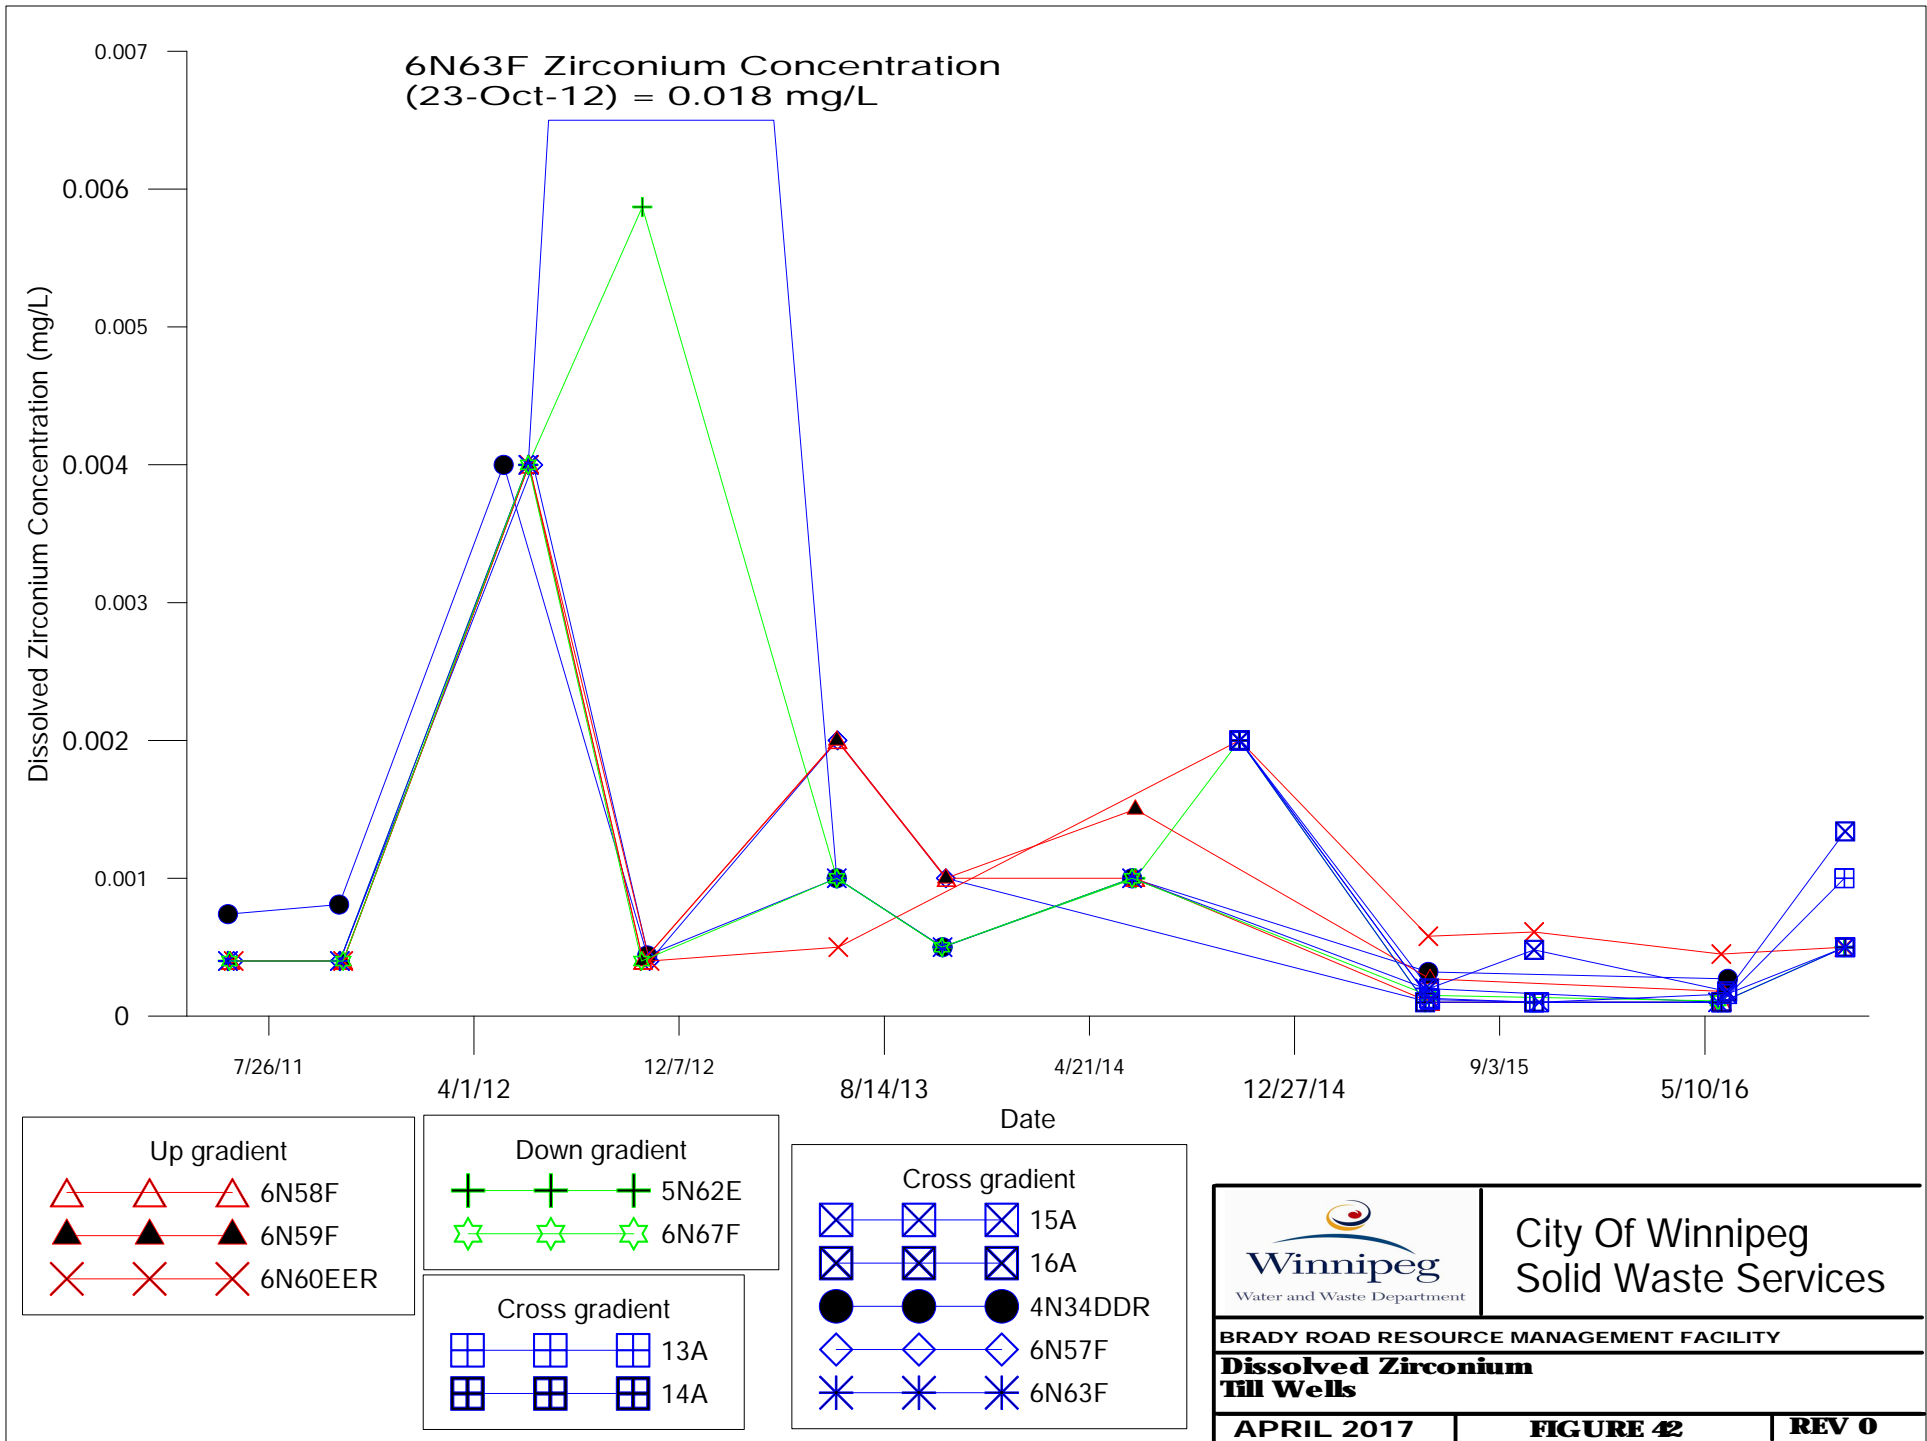 6N63F Zirconium Concentration
(23-Oct-12) = 0.018 mg/L
Dissolved Zirconium Concentration (mg/L)
0.007
0.006
0.005
0.004
0.003
0.002
0.001
0
7/26/11
4/1/12
12/7/12
8/14/13
4/21/14
12/27/14
9/3/15
5/10/16
Date
Up gradient
6N58F
6N59F
6N60EER
Down gradient
5N62E
6N67F
Cross gradient
13A
14A
Cross gradient
15A
16A
4N34DDR
6N57F
6N63F
Winnipeg
Water and Waste Department
City Of Winnipeg
Solid Waste Services
BRADY ROAD RESOURCE MANAGEMENT FACILITY
Dissolved Zirconium
Till Wells
APRIL 2017
FIGURE 42
REV 0